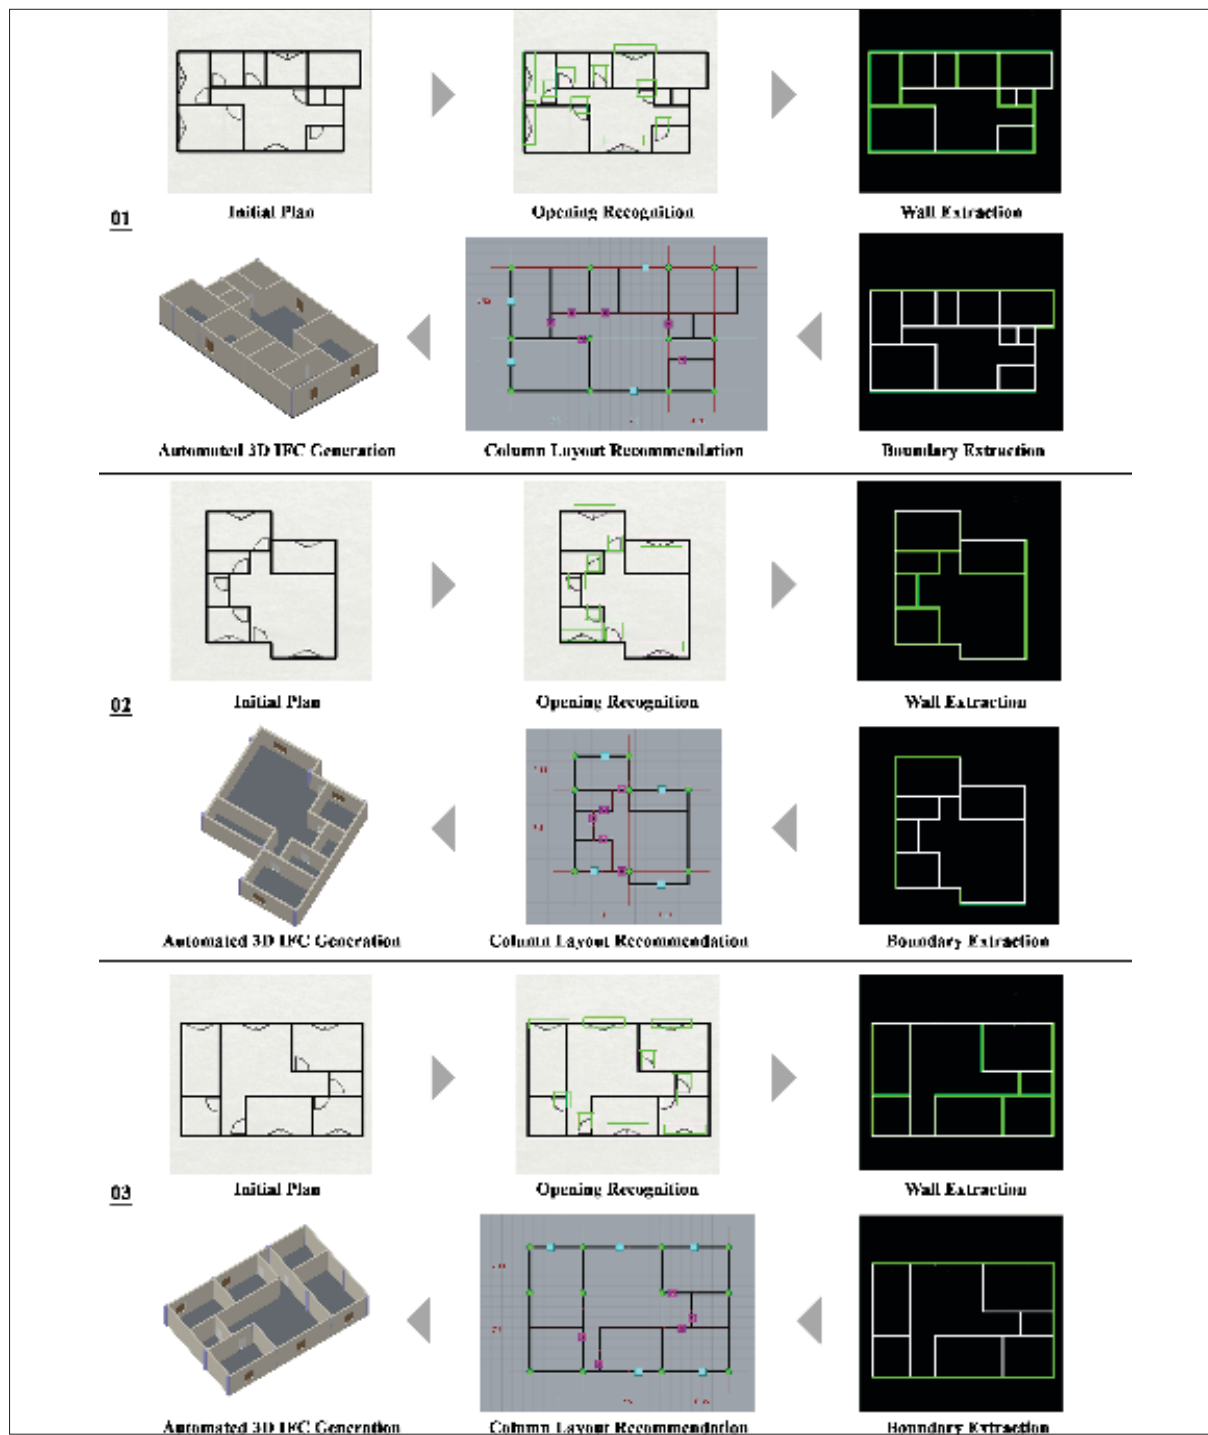 Initial Plan Opening Recognition Wall Extraction
01
Automated 3D IFC Generation Column Layout Recommendation Boundary Extraction
Initial Plan Opening Recognition Wall Extraction
02
Automated 3D IFC Generation Column Layout Recommendation Boundary Extraction
Initial Plan Opening Recognition Wall Extraction
03
Automated 3D IFC Generation Column Layout Recommendation Boundary Extraction